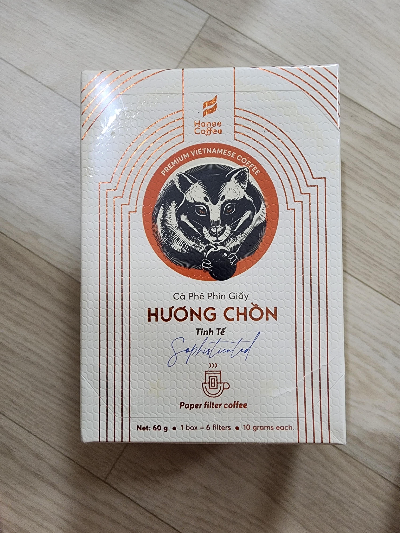 Honee
Coffee
PREMIUM VIETNAMESE COFFEE
Cà Phê Phin Giấy
HƯƠNG CHỒN
Tinh Tế
Sophisticated
Paper filter coffee
Net: 60 g • 1 box – 6 filters • 10 grams each.